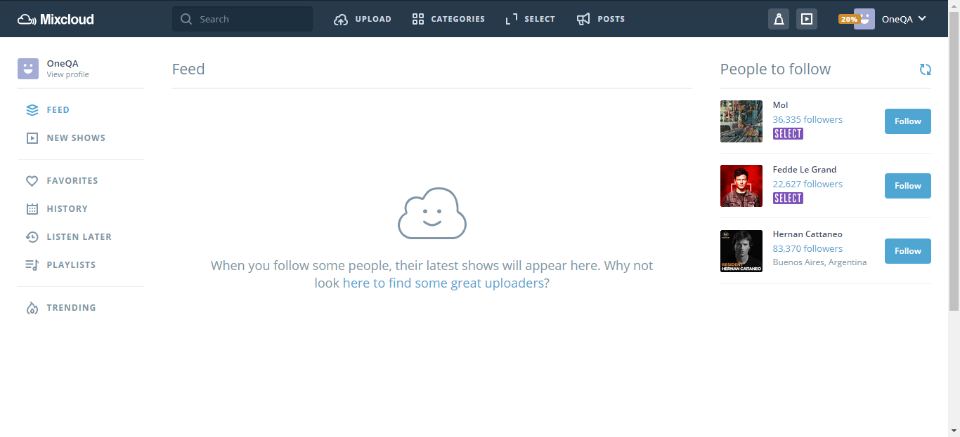 Mixcloud
Search
UPLOAD
CATEGORIES
SELECT
POSTS
20%
OneQA
OneQA
View profile
FEED
NEW SHOWS
FAVORITES
HISTORY
LISTEN LATER
PLAYLISTS
TRENDING
Feed
When you follow some people, their latest shows will appear here. Why not
look here to find some great uploaders?
People to follow
Mol
36,335 followers
SELECT
Follow
Fedde Le Grand
22,627 followers
SELECT
Follow
RESIDENT
HERNAN CATTANEO
Hernan Cattaneo
83,370 followers
Buenos Aires, Argentina
Follow